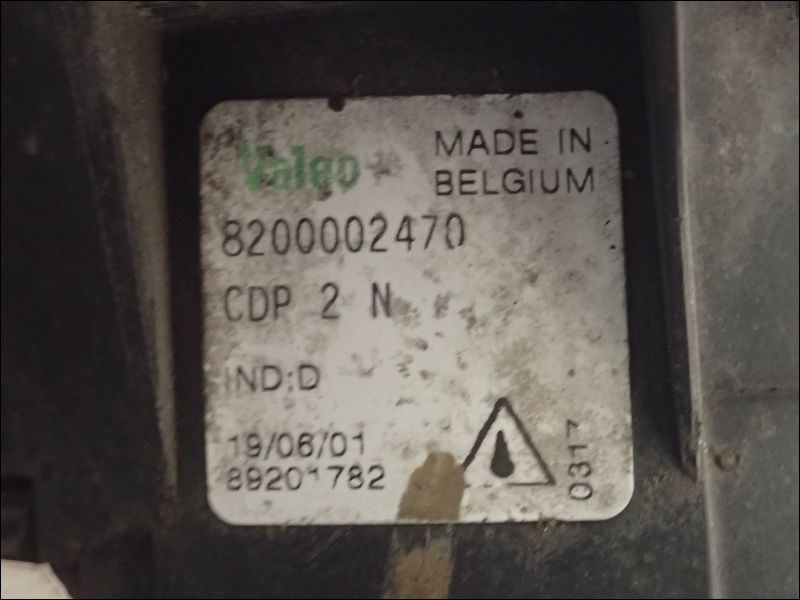 Valeo
MADE IN
BELGIUM
8200002470
CDP 2 N
IND:D
19/06/01
89201782
0317